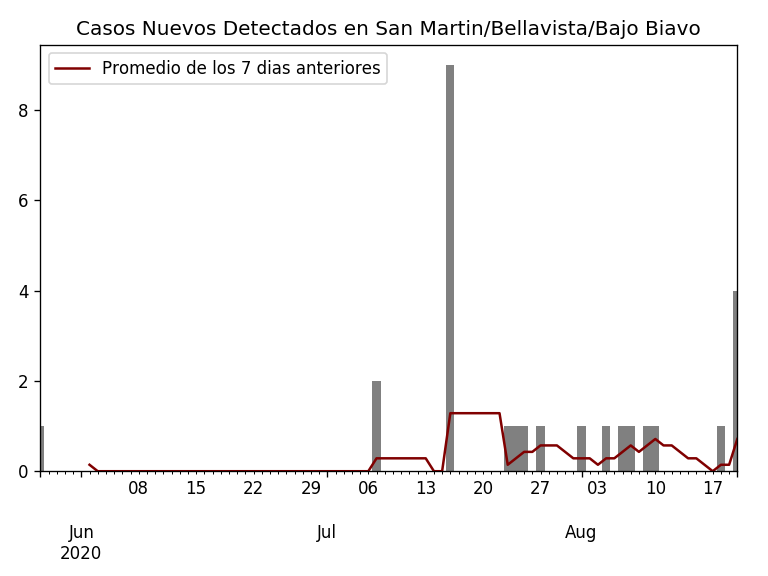 Casos Nuevos Detectados en San Martin/Bellavista/Bajo Biavo
Promedio de los 7 dias anteriores
8
6
4
2
0
08 15 22 29 06 13 20 27 03 10 17
Jun Jul Aug
2020